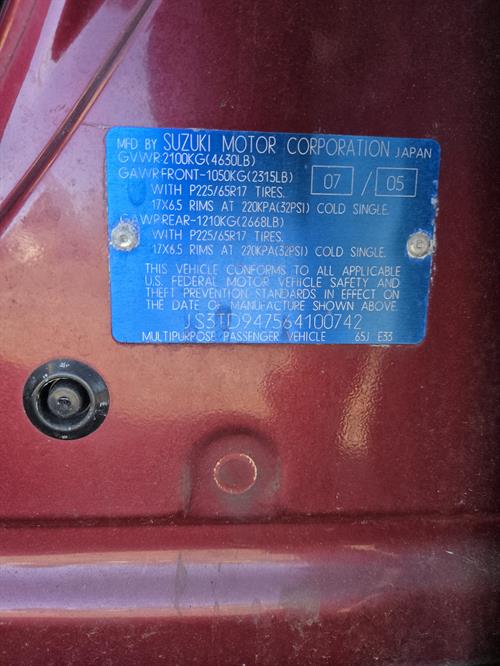 MFD BY SUZUKI MOTOR CORPORATION JAPAN
GVWR 2100KG(4630LB)
GAWR FRONT-1050KG(2315LB)
WITH P225/65R17 TIRES.
17X6.5 RIMS AT 220KPA(32PSI) COLD SINGLE.
07 / 05
GAWR REAR-1210KG(2668LB)
WITH P225/65R17 TIRES.
17X6.5 RIMS AT 220KPA(32PSI) COLD SINGLE.
THIS VEHICLE CONFORMS TO ALL APPLICABLE
U.S. FEDERAL MOTOR VEHICLE SAFETY AND
THEFT PREVENTION STANDARDS IN EFFECT ON
THE DATE OF MANUFACTURE SHOWN ABOVE.
JS3TD947564100742
MULTIPURPOSE PASSENGER VEHICLE 65J E33